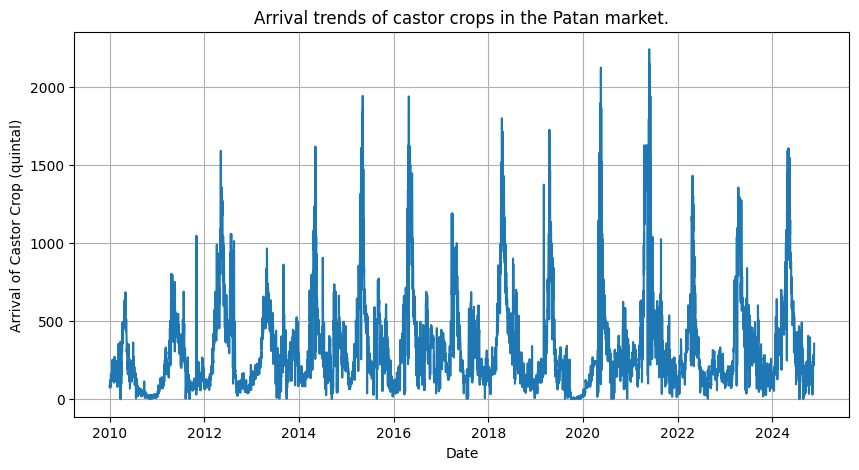 Arrival trends of castor crops in the Patan market.
Arrival of Castor Crop (quintal)
2000
1500
1000
500
0
2010 2012 2014 2016 2018 2020 2022 2024
Date